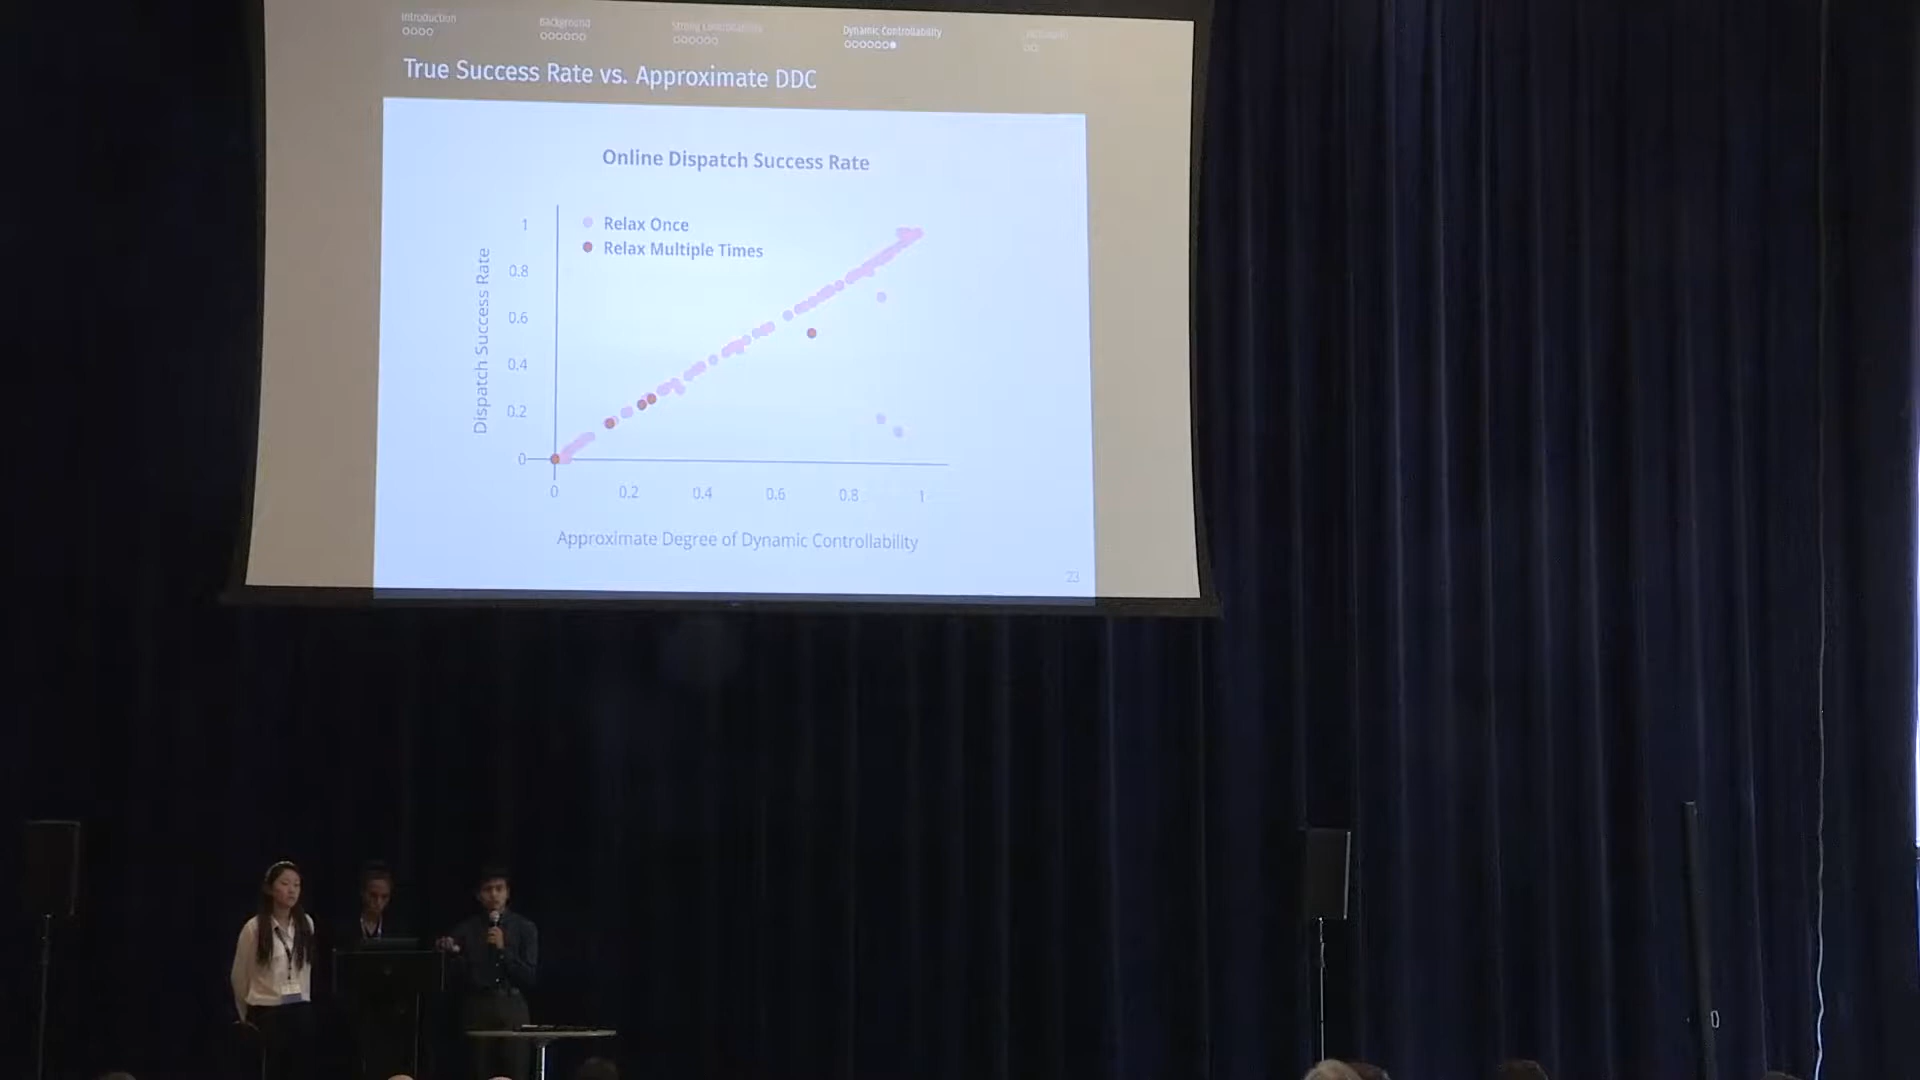 Introduction
Background
Strong Controllability
Dynamic Controllability
True Success Rate vs. Approximate DDC
Online Dispatch Success Rate
Relax Once
Relax Multiple Times
Dispatch Success Rate
1
0.8
0.6
0.4
0.2
0
0 0.2 0.4 0.6 0.8 1
Approximate Degree of Dynamic Controllability
23